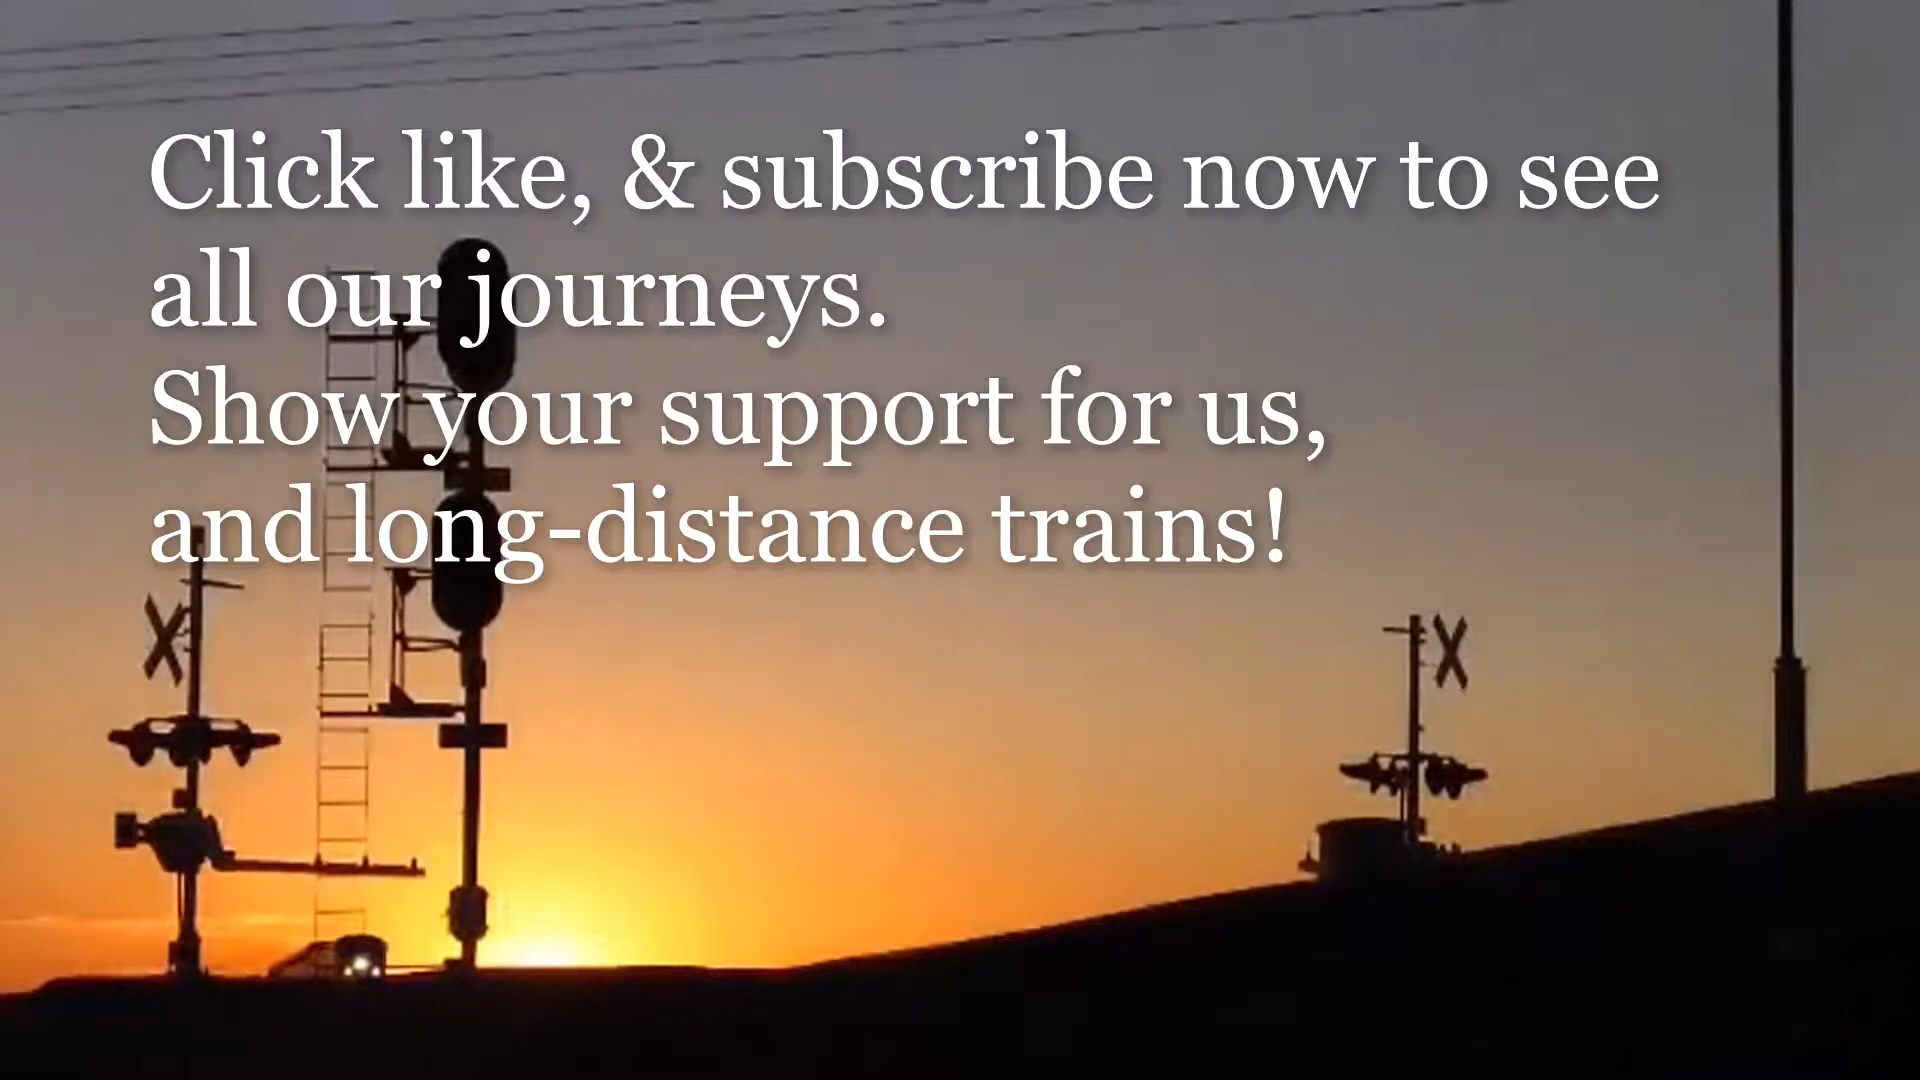 Click like, & subscribe now to see
all our journeys.
Show your support for us,
and long-distance trains!